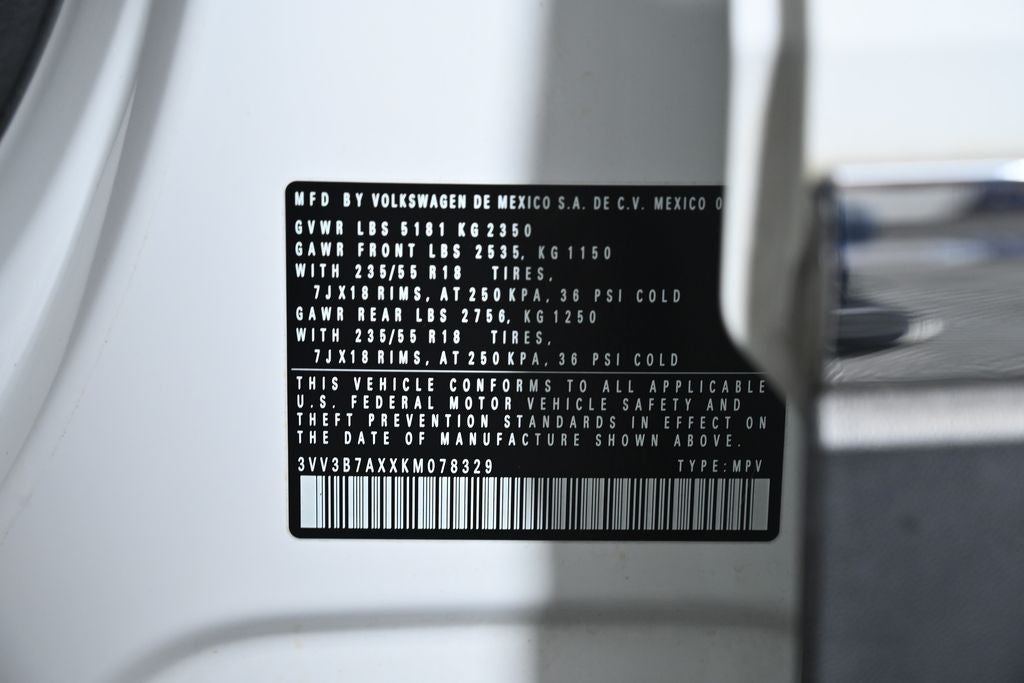 MFD BY VOLKSWAGEN DE MEXICO S.A. DE C.V. MEXICO
GVWR LBS 5181 KG 2350
GAWR FRONT LBS 2535, KG 1150
WITH 235/55 R18 TIRES,
7JX18 RIMS, AT 250 KPA, 36 PSI COLD
GAWR REAR LBS 2756, KG 1250
WITH 235/55 R18 TIRES,
7JX18 RIMS, AT 250 KPA, 36 PSI COLD
THIS VEHICLE CONFORMS TO ALL APPLICABLE
U.S. FEDERAL MOTOR VEHICLE SAFETY AND
THEFT PREVENTION STANDARDS IN EFFECT ON
THE DATE OF MANUFACTURE SHOWN ABOVE.
3VV3B7AXXKM078329 TYPE: MPV